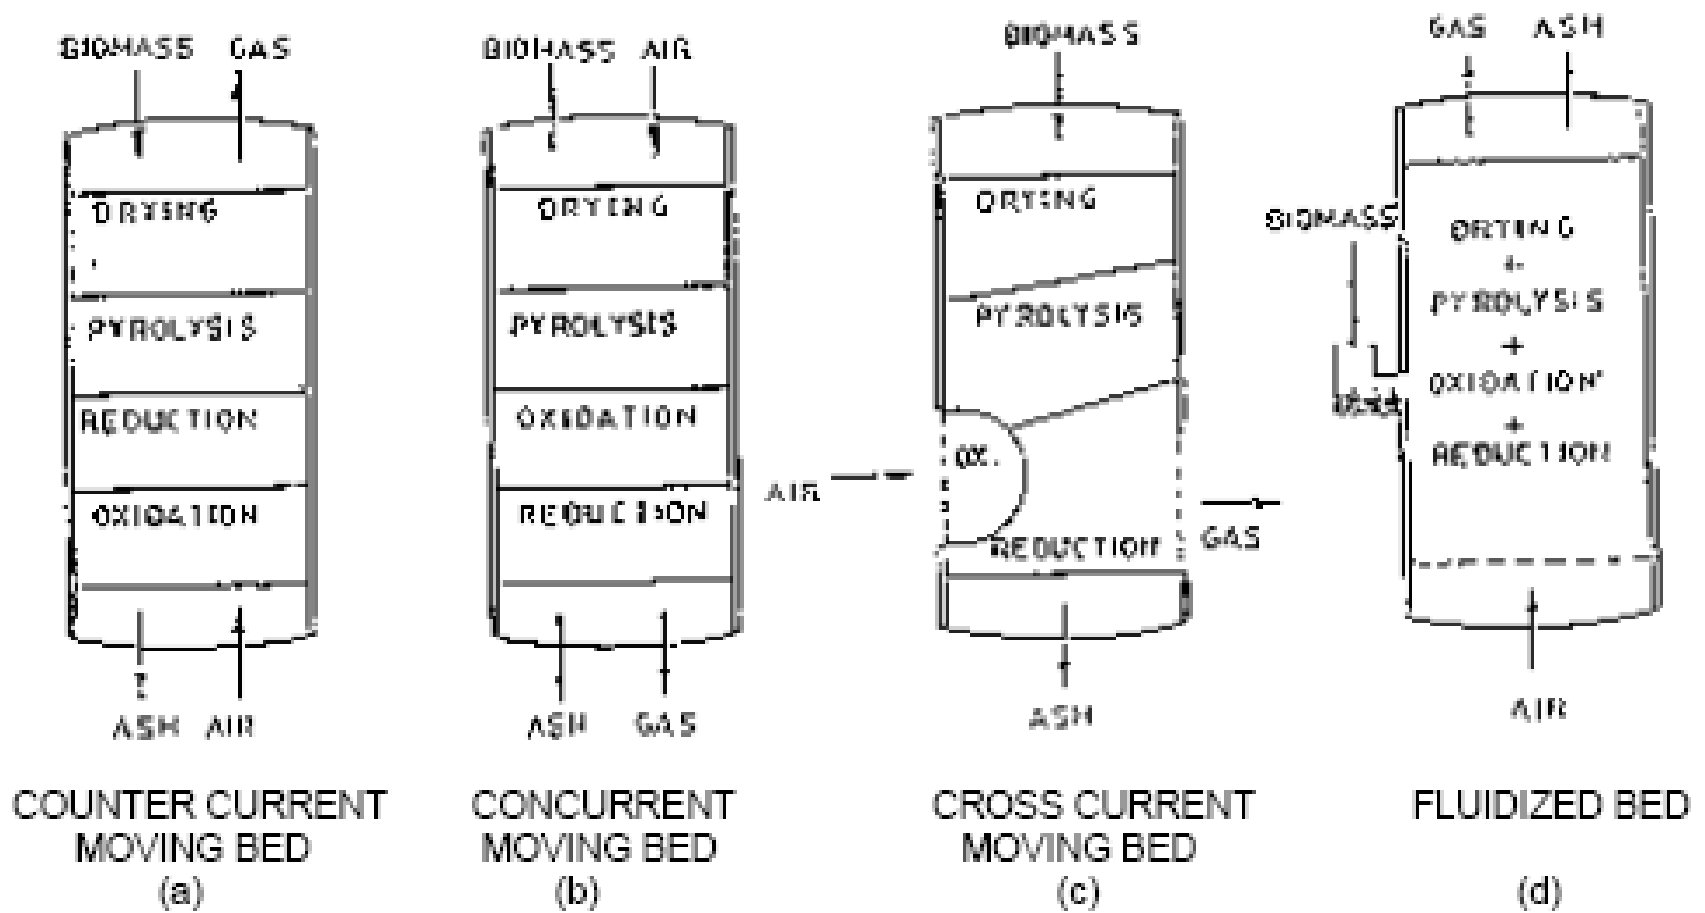 BIOMASS GAS
DRYING
PYROLYSIS
REDUCTION
OXIDATION
ASH AIR
COUNTER CURRENT
MOVING BED
(a)
BIOMASS AIR
DRYING
PYROLYSIS
OXIDATION
REDUCTION
ASH GAS
CONCURRENT
MOVING BED
(b)
BIOMASS
DRYING
PYROLYSIS
OX.
AIR
GAS
REDUCTION
ASH
CROSS CURRENT
MOVING BED
(c)
GAS ASH
BIOMASS
DRYING
+
PYROLYSIS
+
OXIDATION
+
REDUCTION
AIR
FLUIDIZED BED
(d)